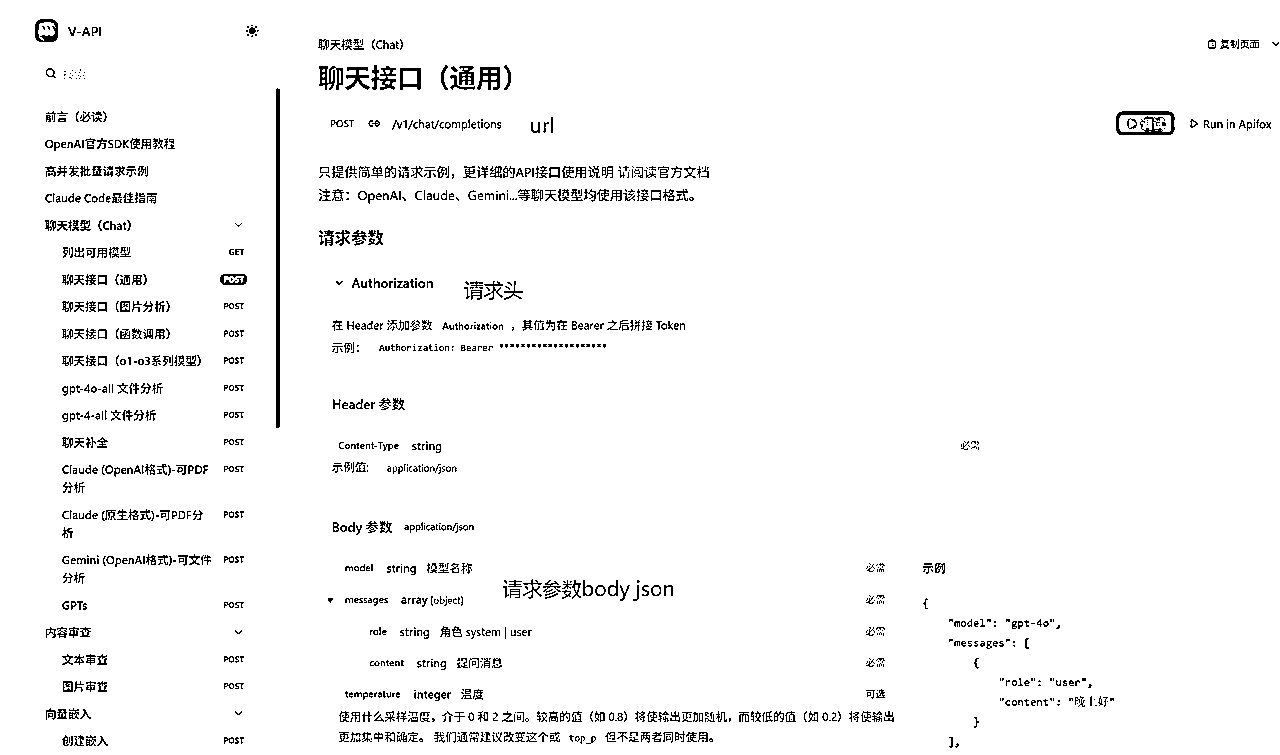 V-API
搜索
前言（必读）
OpenAI官方SDK使用教程
高并发批量请求示例
Claude Code最佳指南
聊天模型（Chat）
列出可用模型 GET
聊天接口（通用） POST
聊天接口（图片分析） POST
聊天接口（函数调用） POST
聊天接口（o1-o3系列模型） POST
gpt-4o-all 文件分析 POST
gpt-4-all 文件分析 POST
聊天补全 POST
Claude (OpenAI格式)-可PDF POST
分析
Claude (原生格式)-可PDF分 POST
析
Gemini (OpenAI格式)-可文件 POST
分析
GPTs POST
内容审查
文本审查 POST
图片审查 POST
向量嵌入
创建嵌入 POST
聊天模型（Chat）
复制页面
聊天接口（通用）
POST /v1/chat/completions url
调试 Run in Apifox
只提供简单的请求示例，更详细的API接口使用说明 请阅读官方文档
注意：OpenAI、Claude、Gemini...等聊天模型均使用该接口格式。
请求参数
Authorization 请求头
在 Header 添加参数 Authorization ，其值为在 Bearer 之后拼接 Token
示例： Authorization: Bearer ********************
Header 参数
Content-Type string 必需
示例值: application/json
Body 参数 application/json
model string 模型名称 必需
请求参数body json
messages array (object) 必需
role string 角色 system | user 必需
content string 提问消息 必需
temperature integer 温度 可选
使用什么采样温度，介于 0 和 2 之间。较高的值（如 0.8）将使输出更加随机，而较低的值（如 0.2）将使输出
更加集中和确定。 我们通常建议改变这个或 top_p 但不是两者同时使用。
示例
{
"model": "gpt-4o",
"messages": [
{
"role": "user",
"content": "晚上好"
}
],